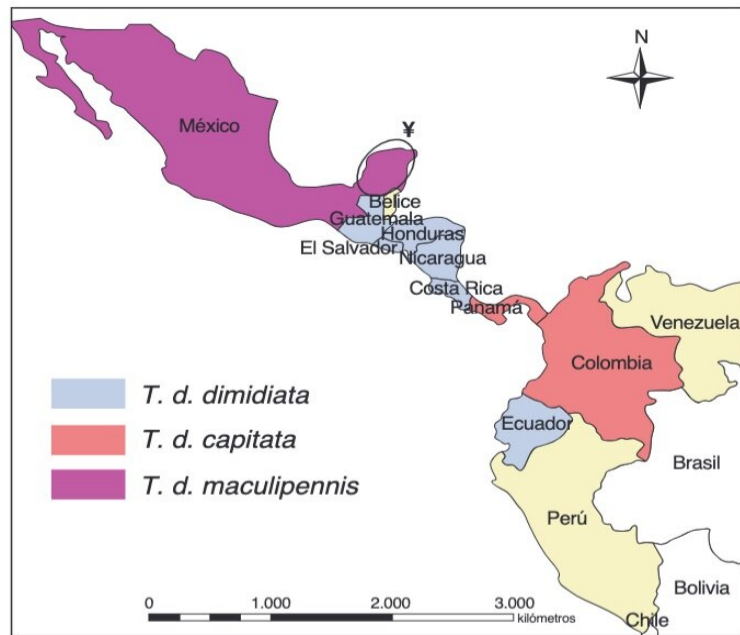 N
México
¥
Belice
Guatemala
Honduras
El Salvador
Nicaragua
Costa Rica
Panamá
Venezuela
Colombia
T. d. dimidiata
Ecuador
T. d. capitata
Brasil
T. d. maculipennis
Perú
Bolivia
0 1.000 2.000 3.000
kilómetros
Chile